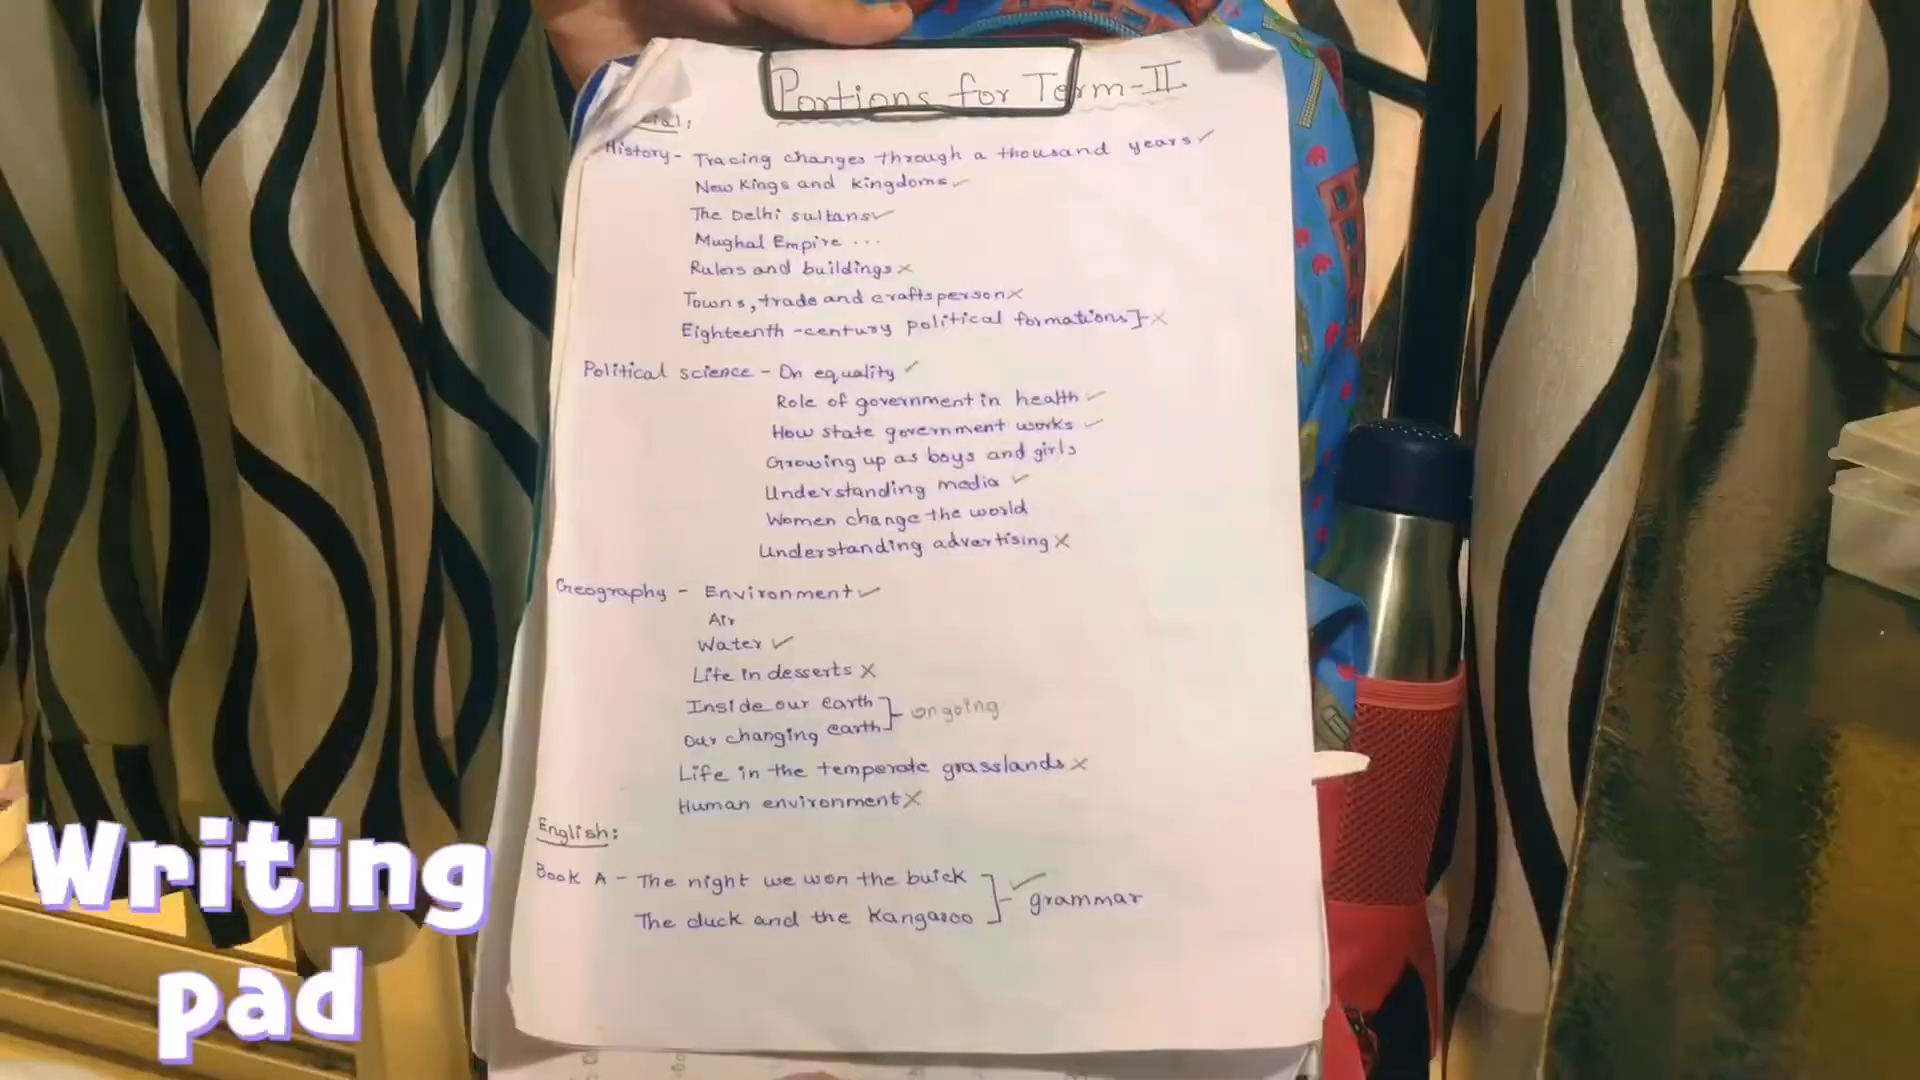 Portions for Term-II
History - Tracing changes through a thousand years ✓
New Kings and kingdoms ✓
The Delhi sultans ✓
Mughal Empire ...
Rulers and buildings ×
Towns, trade and craftsperson ×
Eighteenth-century political formations] ×
Political science - On equality ✓
Role of government in health ✓
How state government works ✓
Growing up as boys and girls
Understanding media ✓
Women change the world
Understanding advertising ×
Geography - Environment ✓
Air
Water ✓
Life in desserts ×
Inside our earth
Our changing earth ] ongoing
Life in the temperate grasslands ×
Human environment ×
English:
Book A - The night we won the buick
The duck and the Kangaroo ] ✓ grammar
Writing
pad